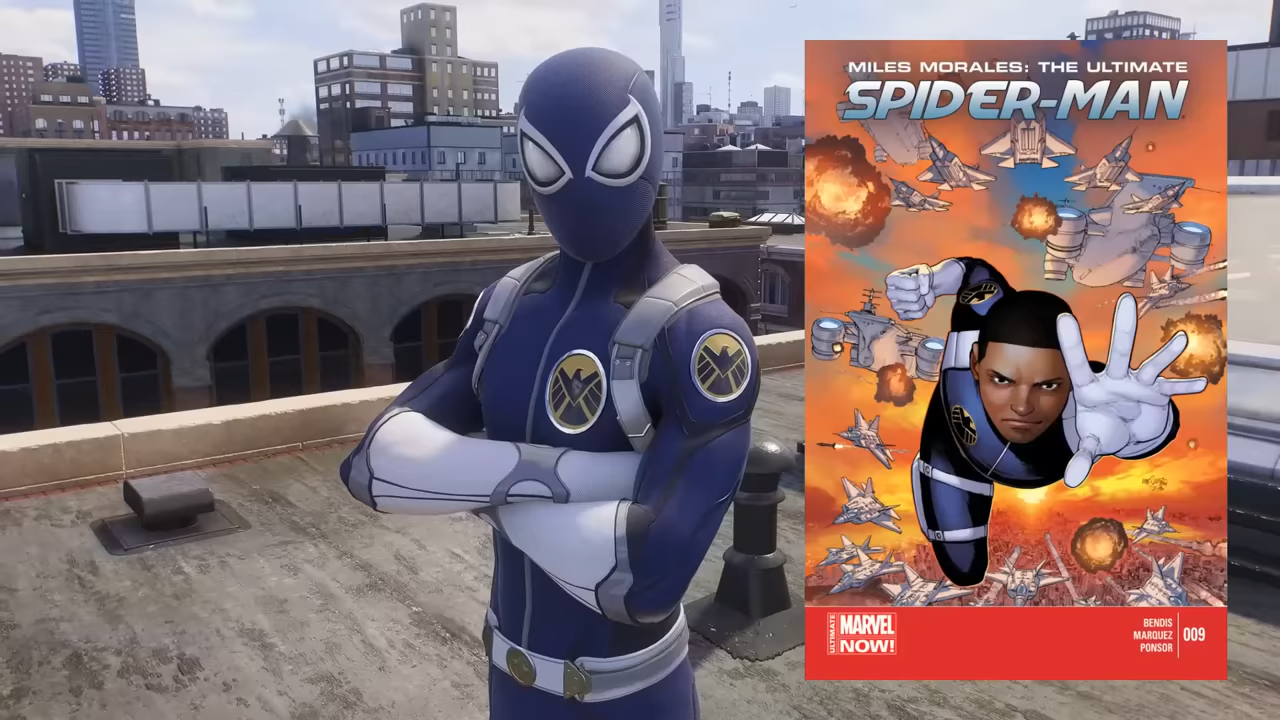 MILES MORALES: THE ULTIMATE
SPIDER-MAN
ULTIMATE
MARVEL
NOW!
BENDIS
MARQUEZ
PONSOR
009